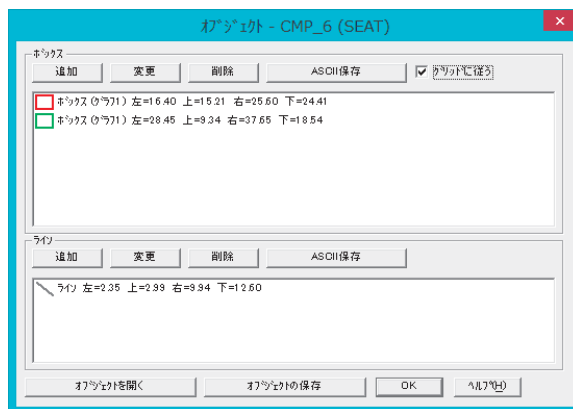 ｵﾌﾞｼﾞｪｸﾄ - CMP_6 (SEAT)
ﾎﾞｯｸｽ
追加 変更 削除 ASCII保存 ｸﾞﾘｯﾄﾞに従う
ﾎﾞｯｸｽ (ｸﾞﾗﾌ1) 左=16.40 上=15.21 右=25.60 下=24.41
ﾎﾞｯｸｽ (ｸﾞﾗﾌ1) 左=28.45 上=9.34 右=37.65 下=18.54
ﾗｲﾝ
追加 変更 削除 ASCII保存
ﾗｲﾝ 左=2.35 上=2.99 右=9.94 下=12.60
ｵﾌﾞｼﾞｪｸﾄを開く ｵﾌﾞｼﾞｪｸﾄの保存 OK ﾍﾙﾌﾟ(H)